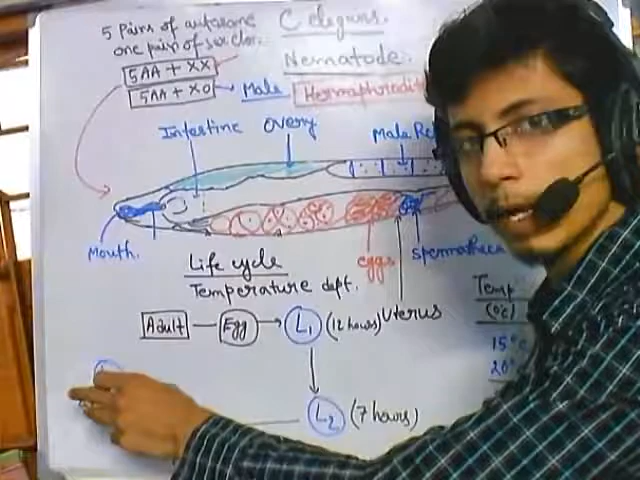 5 Pairs of autosome
one pair of sex chr.
C elegans.
Nematode.
5AA + XX
5AA + XO → Male
Hermaphrodit
Intestine
overy
Male Re
Mouth.
eggs
spermatheca
Life cycle
Temperature dept.
Uterus
Adult — Egg → L1 (12 hours)
L2 (7 hours)
Temp
(0°c)
15°c
20°